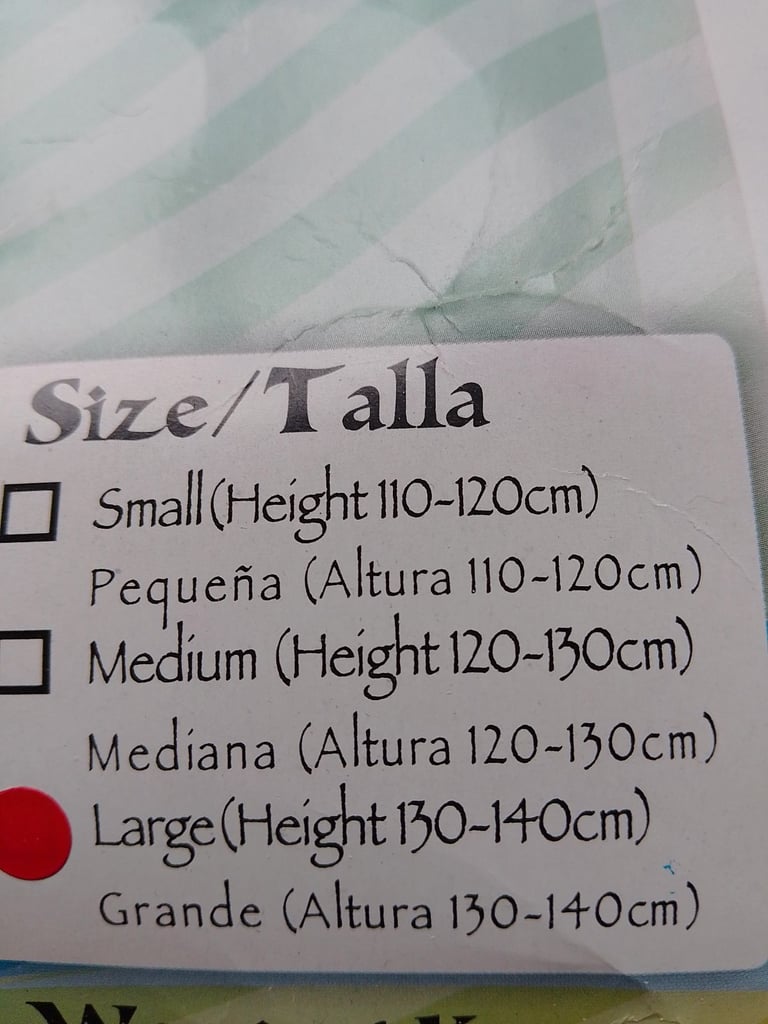 Size/Talla
Small(Height 110-120cm)
Pequeña (Altura 110-120cm)
Medium (Height 120-130cm)
Mediana (Altura 120-130cm)
Large(Height 130-140cm)
Grande (Altura 130-140cm)